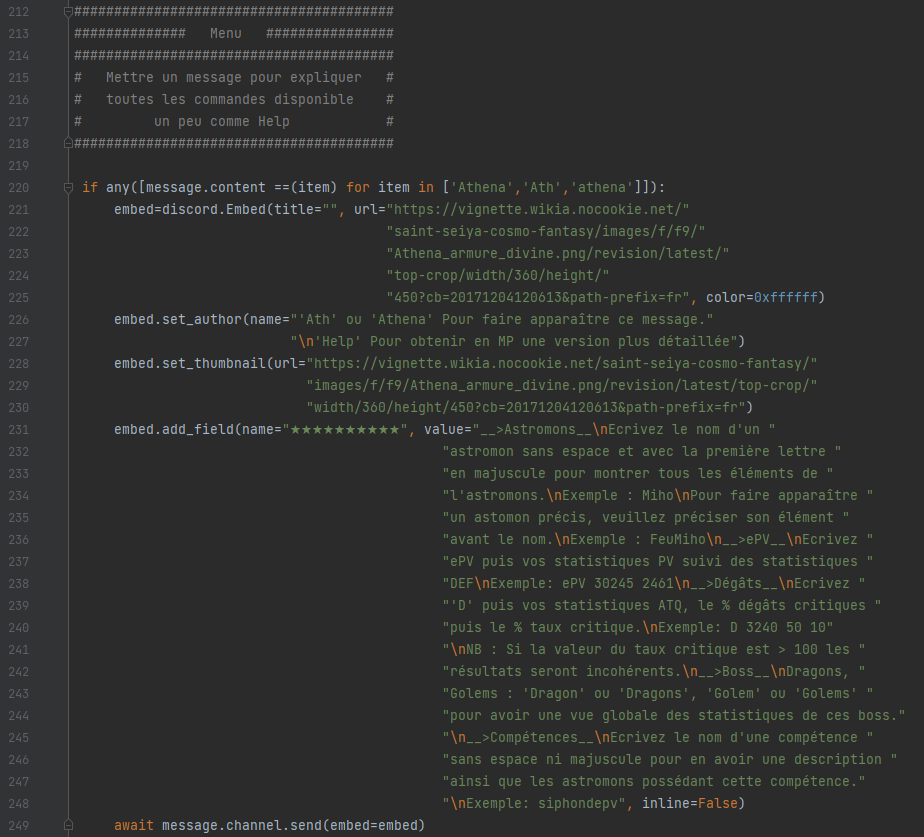 212 ########################################
213 ##############   Menu   ################
214 ########################################
215 #   Mettre un message pour expliquer   #
216 #   toutes les commandes disponible    #
217 #         un peu comme Help            #
218 ########################################
219
220  if any([message.content ==(item) for item in ['Athena','Ath','athena']]):
221      embed=discord.Embed(title="", url="https://vignette.wikia.nocookie.net/"
222                                        "saint-seiya-cosmo-fantasy/images/f/f9/"
223                                        "Athena_armure_divine.png/revision/latest/"
224                                        "top-crop/width/360/height/"
225                                        "450?cb=20171204120613&path-prefix=fr", color=0xffffff)
226      embed.set_author(name="'Ath' ou 'Athena' Pour faire apparaître ce message."
227                            "\n'Help' Pour obtenir en MP une version plus détaillée")
228      embed.set_thumbnail(url="https://vignette.wikia.nocookie.net/saint-seiya-cosmo-fantasy/"
229                              "images/f/f9/Athena_armure_divine.png/revision/latest/top-crop/"
230                              "width/360/height/450?cb=20171204120613&path-prefix=fr")
231      embed.add_field(name="★★★★★★★★★★", value="__>Astromons__\nEcrivez le nom d'un "
232                                               "astromon sans espace et avec la première lettre "
233                                               "en majuscule pour montrer tous les éléments de "
234                                               "l'astromons.\nExemple : Miho\nPour faire apparaître "
235                                               "un astomon précis, veuillez préciser son élément "
236                                               "avant le nom.\nExemple : FeuMiho\n__>ePV__\nEcrivez "
237                                               "ePV puis vos statistiques PV suivi des statistiques "
238                                               "DEF\nExemple: ePV 30245 2461\n__>Dégâts__\nEcrivez "
239                                               "'D' puis vos statistiques ATQ, le % dégâts critiques "
240                                               "puis le % taux critique.\nExemple: D 3240 50 10"
241                                               "\nNB : Si la valeur du taux critique est > 100 les "
242                                               "résultats seront incohérents.\n__>Boss__\nDragons, "
243                                               "Golems : 'Dragon' ou 'Dragons', 'Golem' ou 'Golems' "
244                                               "pour avoir une vue globale des statistiques de ces boss."
245                                               "\n__>Compétences__\nEcrivez le nom d'une compétence "
246                                               "sans espace ni majuscule pour en avoir une description "
247                                               "ainsi que les astromons possédant cette compétence."
248                                               "\nExemple: siphondepv", inline=False)
249      await message.channel.send(embed=embed)